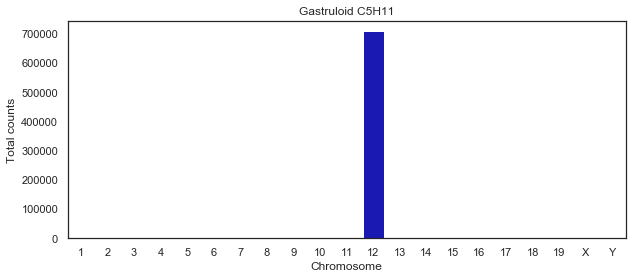 Gastruloid C5H11
Total counts
700000
600000
500000
400000
300000
200000
100000
0
1 2 3 4 5 6 7 8 9 10 11 12 13 14 15 16 17 18 19 X Y
Chromosome